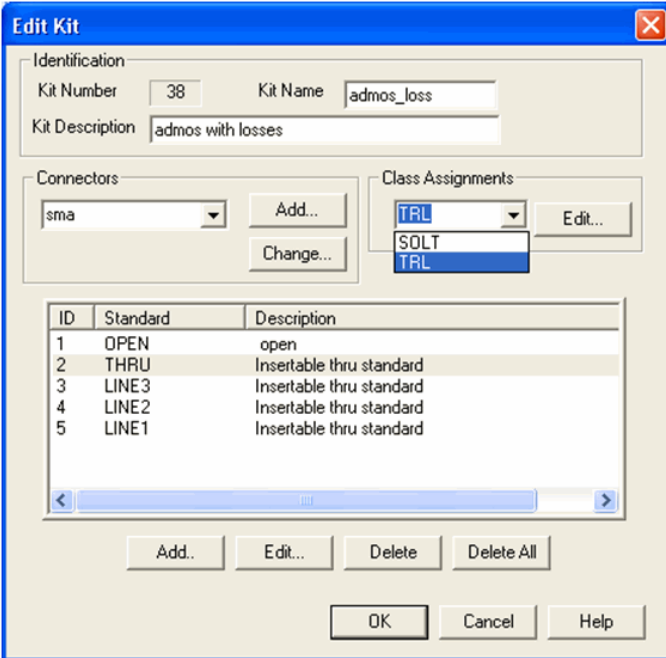 Edit Kit
Identification
Kit Number 38 Kit Name admos_loss
Kit Description admos with losses
Connectors
sma
Add...
Change...
Class Assignments
TRL
Edit...
SOLT
TRL
ID Standard Description
1 OPEN open
2 THRU Insertable thru standard
3 LINE3 Insertable thru standard
4 LINE2 Insertable thru standard
5 LINE1 Insertable thru standard
Add.. Edit... Delete Delete All
OK Cancel Help